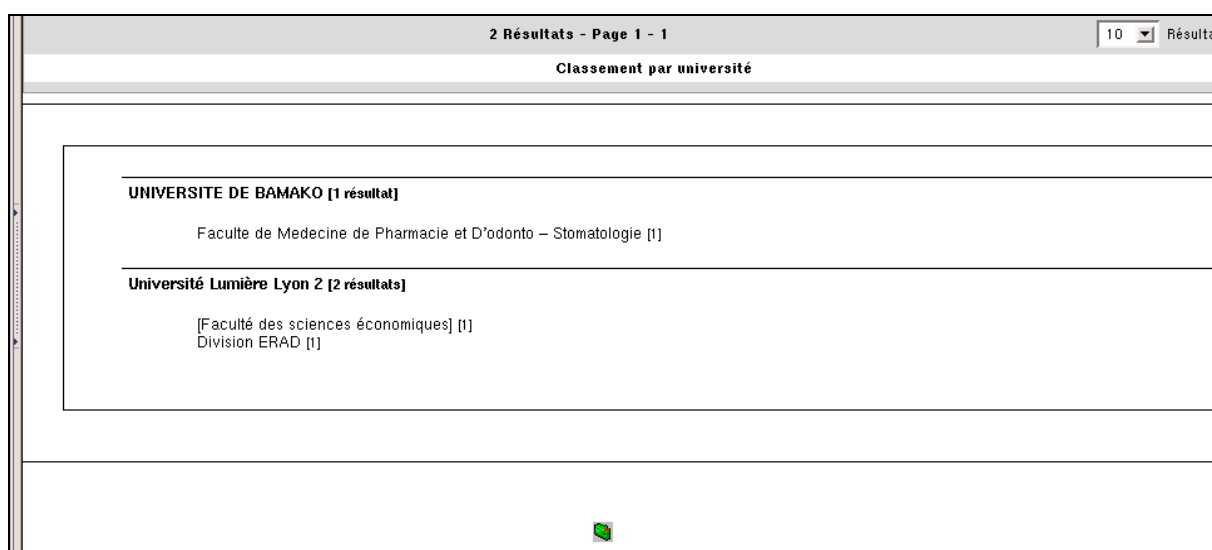 2 Résultats - Page 1 - 1
10 Résulta
Classement par université
UNIVERSITE DE BAMAKO [1 résultat]
Faculte de Medecine de Pharmacie et D'odonto – Stomatologie [1]
Université Lumière Lyon 2 [2 résultats]
[Faculté des sciences économiques] [1]
Division ERAD [1]